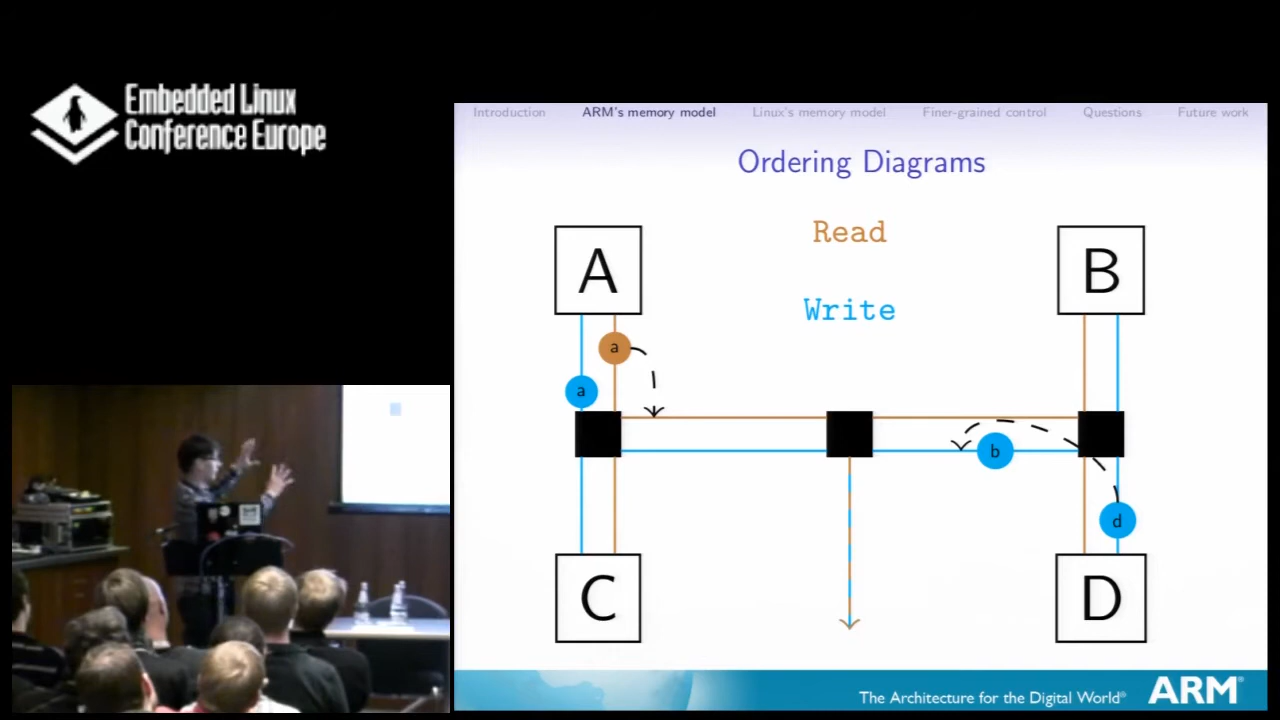 Embedded Linux
Conference Europe
Introduction ARM's memory model Linux's memory model Finer-grained control Questions Future work
Ordering Diagrams
Read
Write
A
B
a
a
b
d
C
D
The Architecture for the Digital World®
ARM®